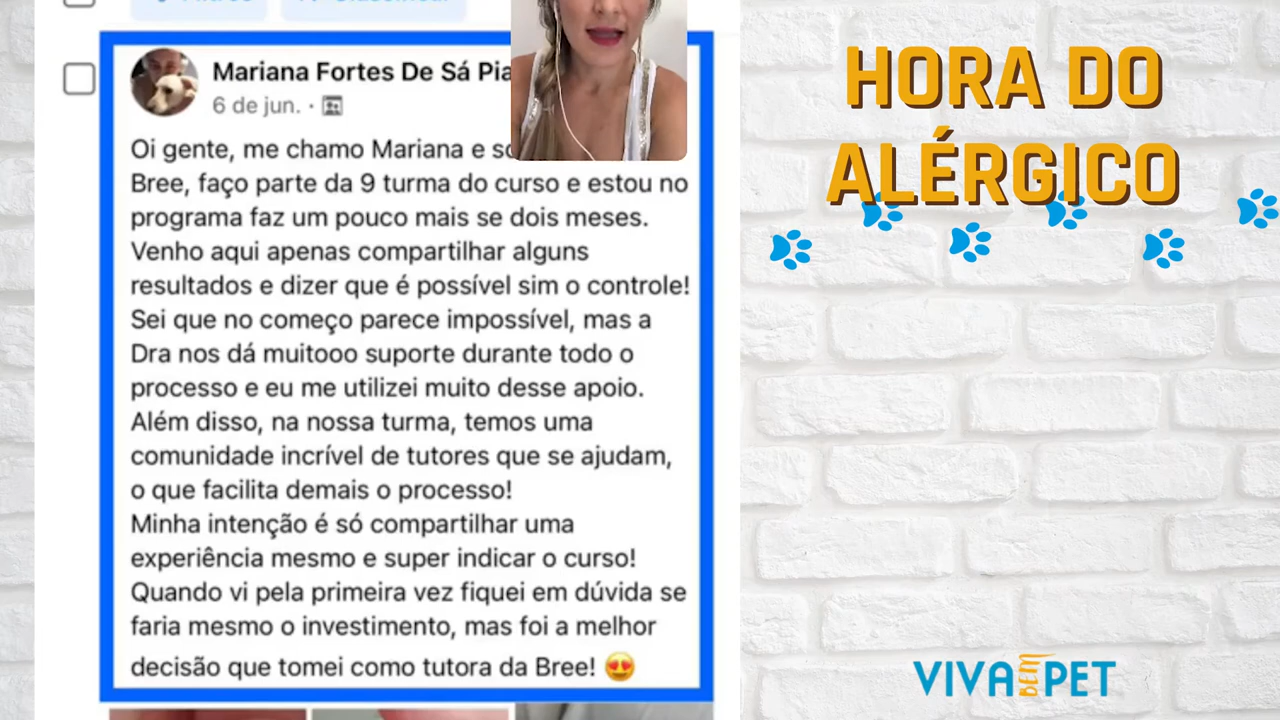 Mariana Fortes De Sá
6 de jun. ·
Oi gente, me chamo Mariana e
Bree, faço parte da 9 turma do curso e estou no
programa faz um pouco mais se dois meses.
Venho aqui apenas compartilhar alguns
resultados e dizer que é possível sim o controle!
Sei que no começo parece impossível, mas a
Dra nos dá muitooo suporte durante todo o
processo e eu me utilizei muito desse apoio.
Além disso, na nossa turma, temos uma
comunidade incrível de tutores que se ajudam,
o que facilita demais o processo!
Minha intenção é só compartilhar uma
experiência mesmo e super indicar o curso!
Quando vi pela primeira vez fiquei em dúvida se
faria mesmo o investimento, mas foi a melhor
decisão que tomei como tutora da Bree! 😍
HORA DO
ALÉRGICO
VIVA BEM PET